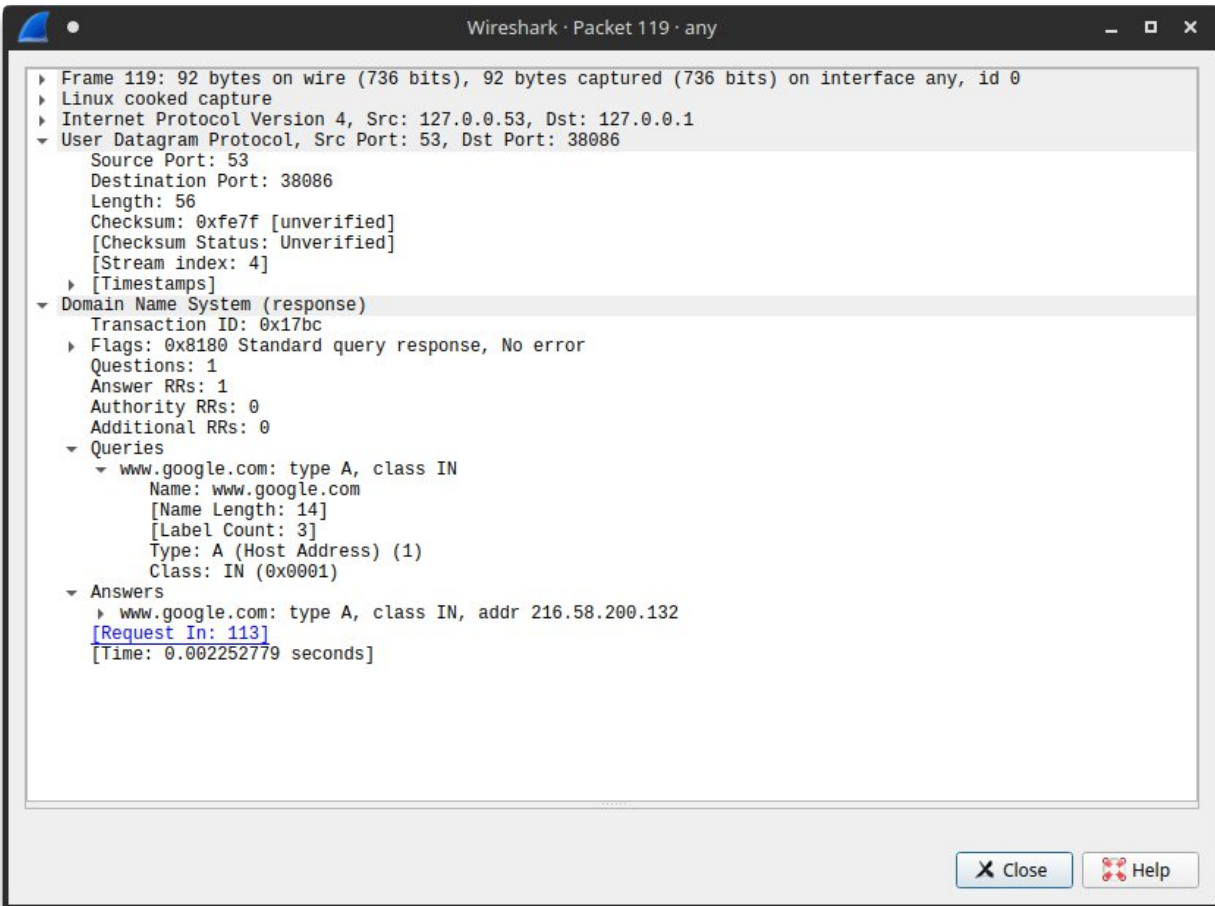 Wireshark · Packet 119 · any
Frame 119: 92 bytes on wire (736 bits), 92 bytes captured (736 bits) on interface any, id 0
Linux cooked capture
Internet Protocol Version 4, Src: 127.0.0.53, Dst: 127.0.0.1
User Datagram Protocol, Src Port: 53, Dst Port: 38086
Source Port: 53
Destination Port: 38086
Length: 56
Checksum: 0xfe7f [unverified]
[Checksum Status: Unverified]
[Stream index: 4]
[Timestamps]
Domain Name System (response)
Transaction ID: 0x17bc
Flags: 0x8180 Standard query response, No error
Questions: 1
Answer RRs: 1
Authority RRs: 0
Additional RRs: 0
Queries
www.google.com: type A, class IN
Name: www.google.com
[Name Length: 14]
[Label Count: 3]
Type: A (Host Address) (1)
Class: IN (0x0001)
Answers
www.google.com: type A, class IN, addr 216.58.200.132
[Request In: 113]
[Time: 0.002252779 seconds]
Close Help